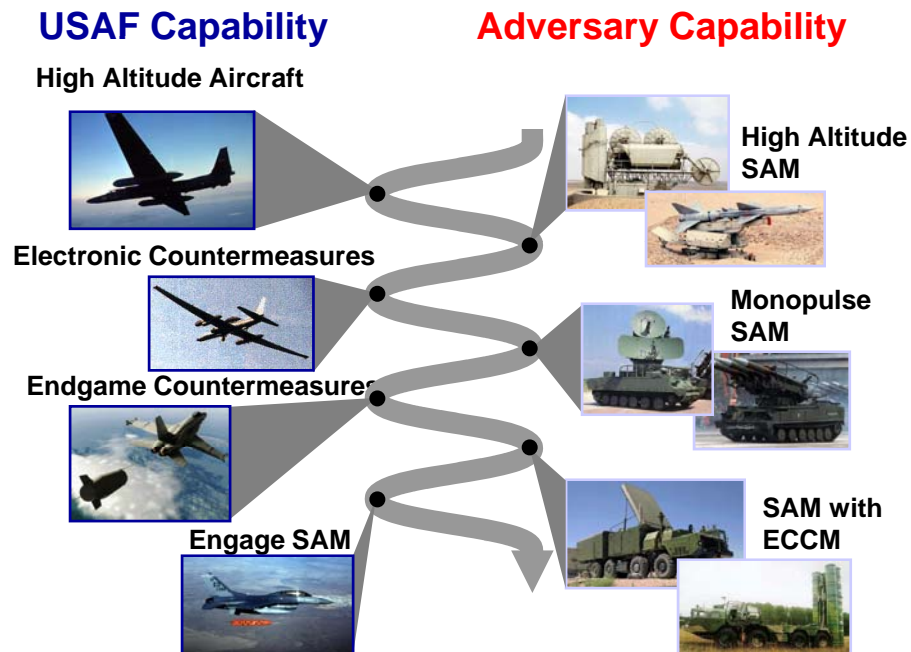 USAF Capability
Adversary Capability
High Altitude Aircraft
High Altitude
SAM
Electronic Countermeasures
Monopulse
SAM
Endgame Countermeasures
SAM with
ECCM
Engage SAM